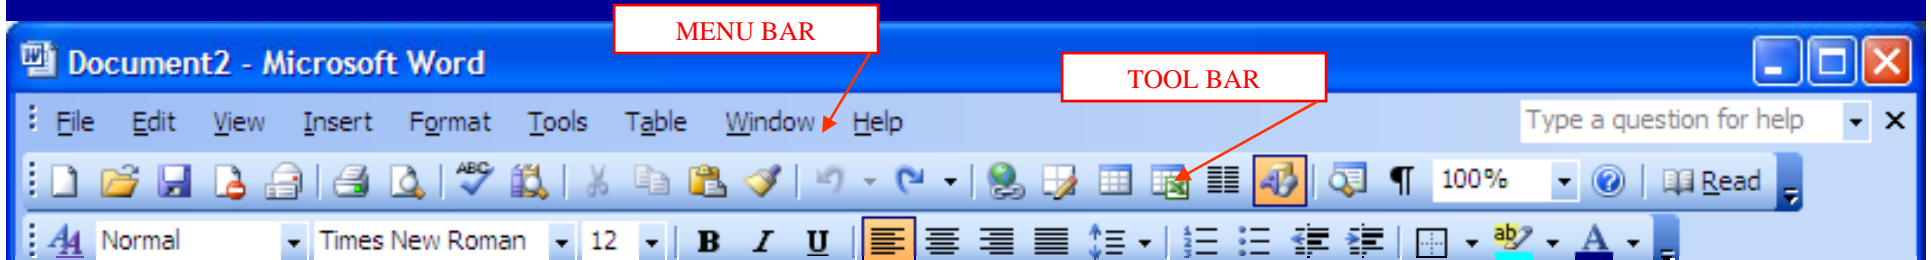 MENU BAR
Document2 - Microsoft Word
TOOL BAR
File Edit View Insert Format Tools Table Window Help Type a question for help
ABC 100% Read
Normal Times New Roman 12 B I U ab A